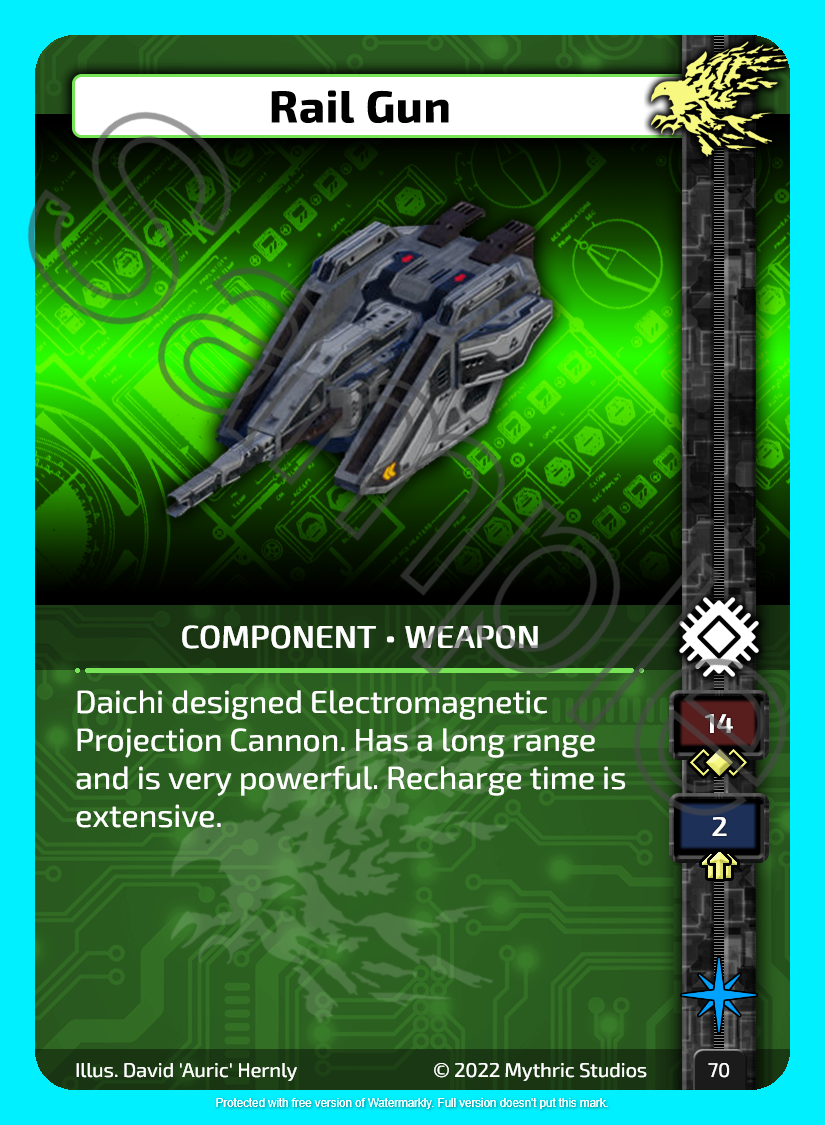 Rail Gun
COMPONENT • WEAPON
Daichi designed Electromagnetic
Projection Cannon. Has a long range
and is very powerful. Recharge time is
extensive.
14
2
Illus. David 'Auric' Hernly
© 2022 Mythric Studios
70
Sample ©
Protected with free version of Watermarkly. Full version doesn't put this mark.